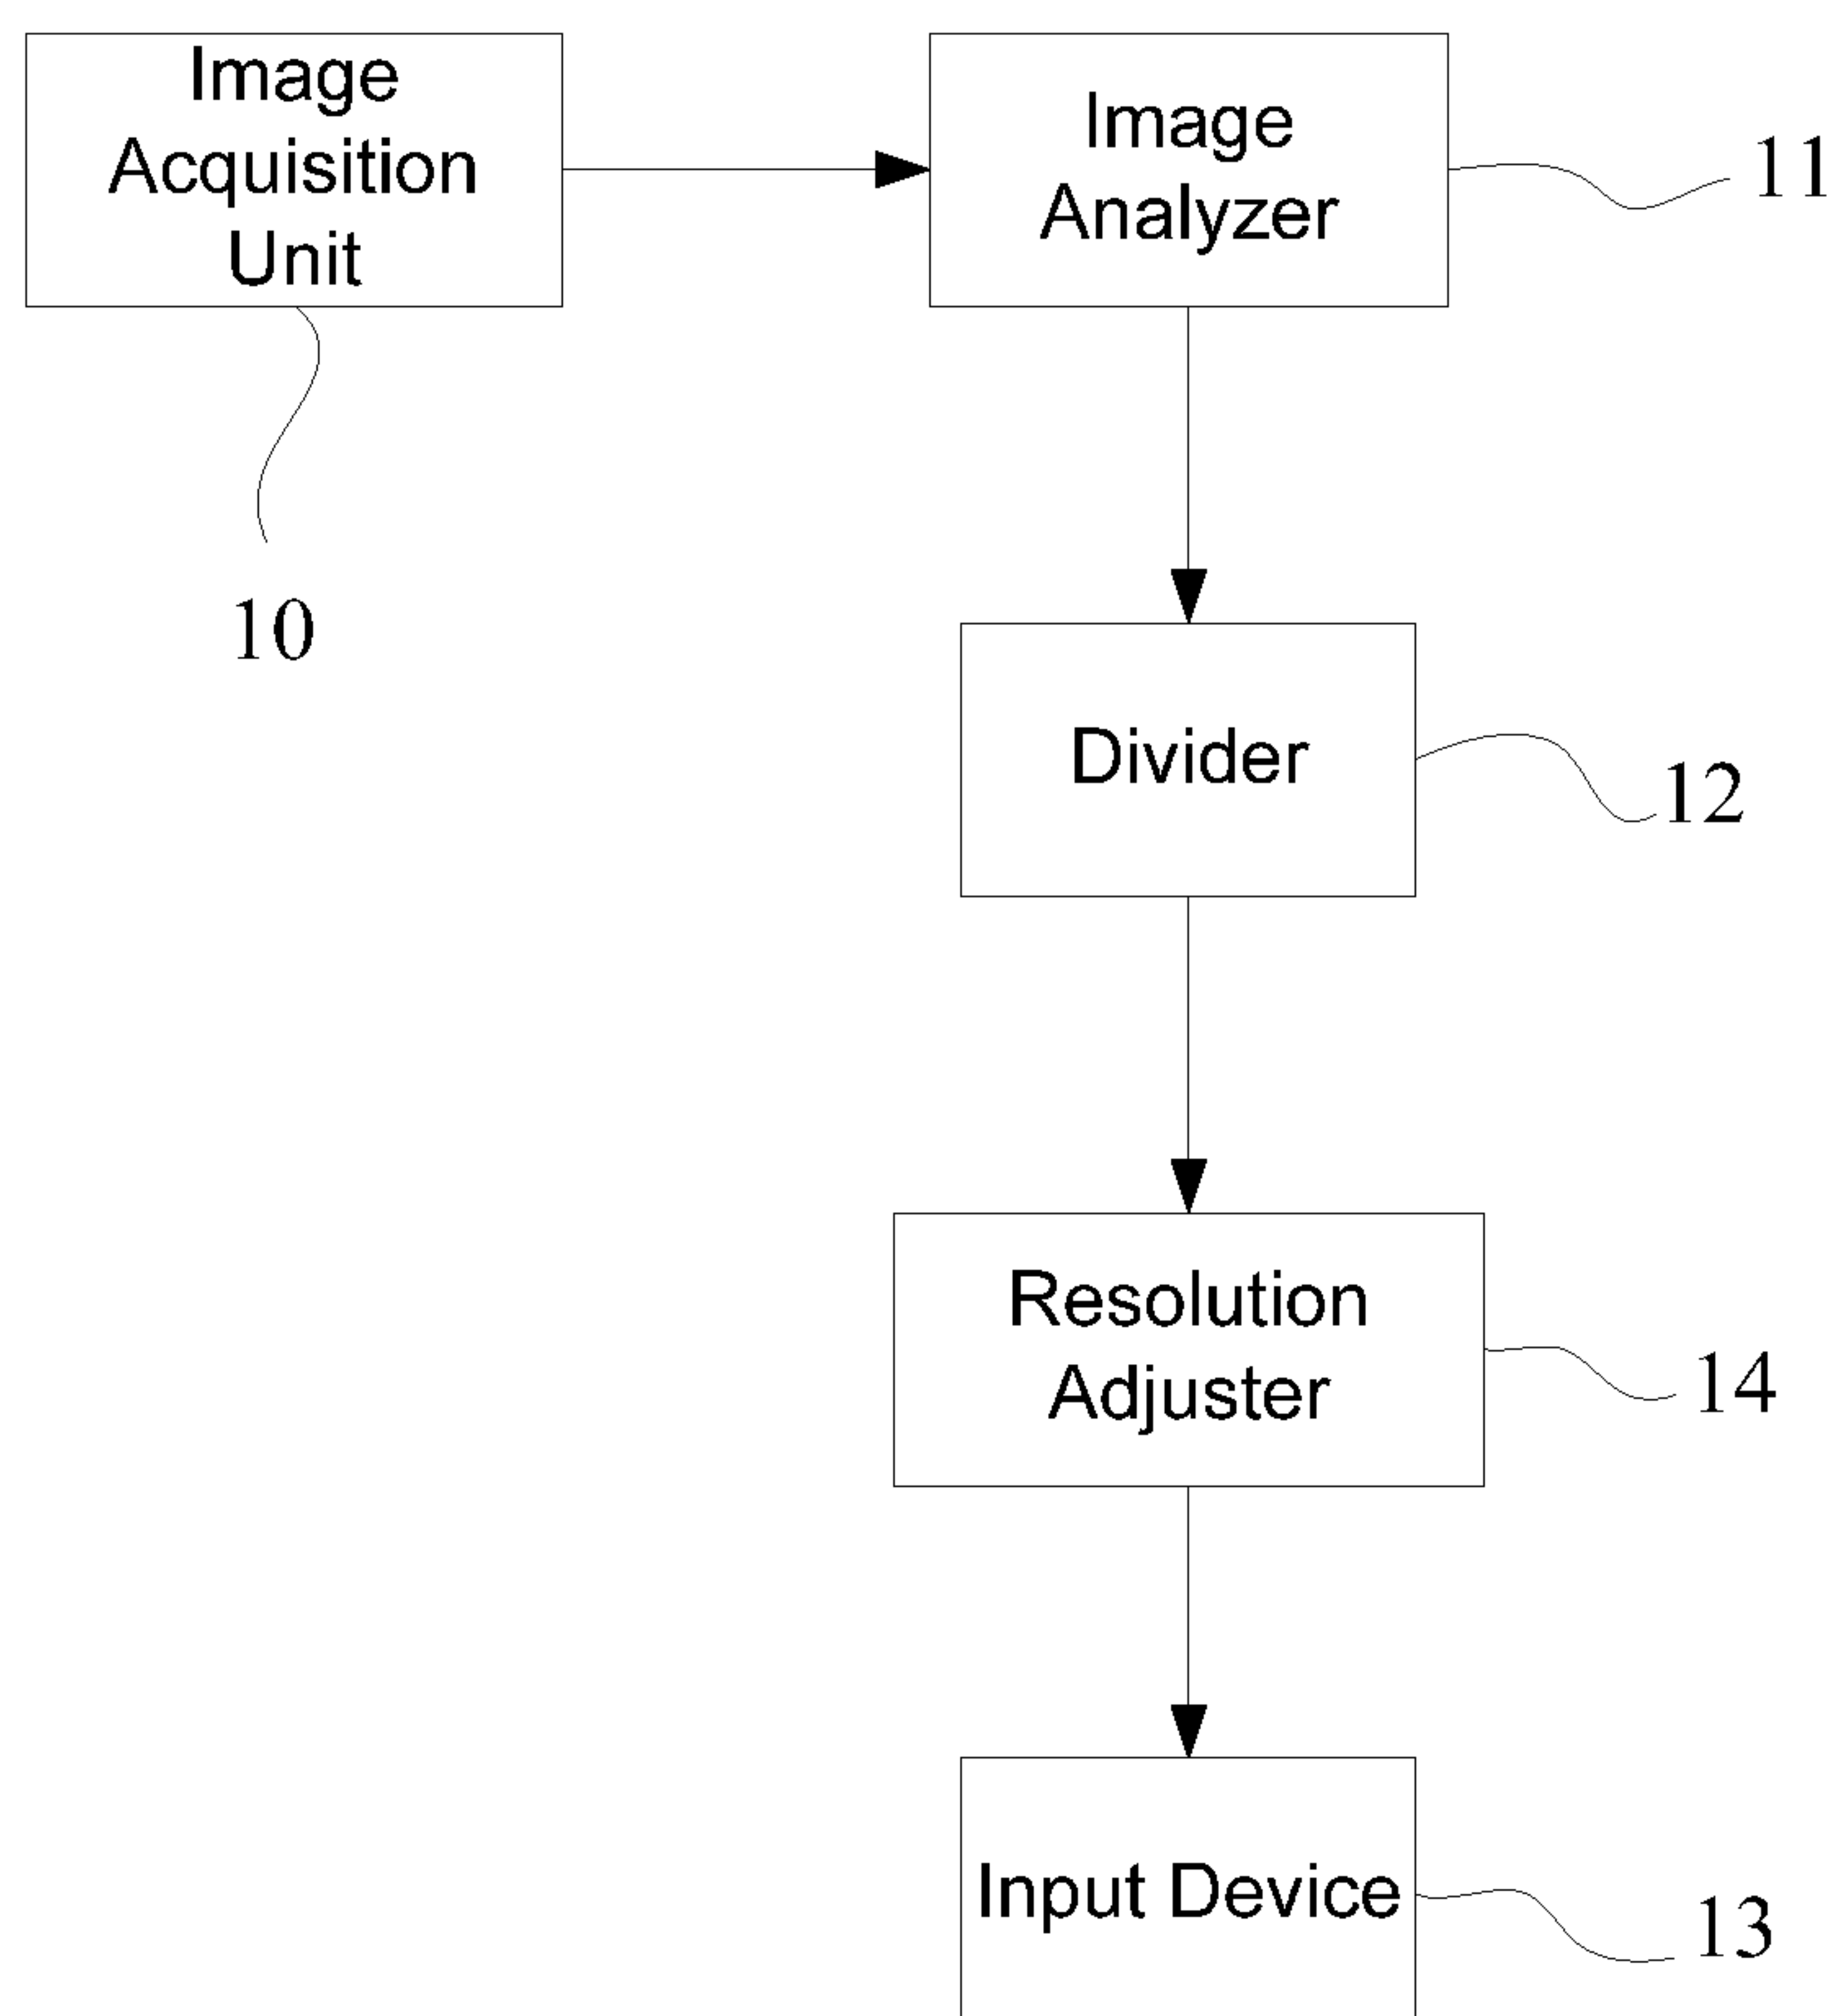 Image
Acquisition
Unit
Image
Analyzer
11
10
Divider
12
Resolution
Adjuster
14
Input Device
13